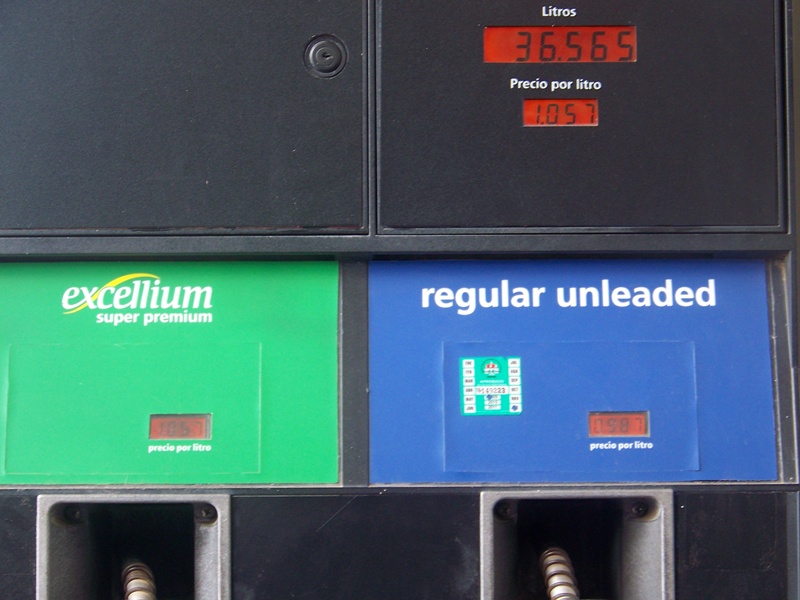 Litros
36.565
Precio por litro
1.057
excellium
super premium
precio por litro
regular unleaded
precio por litro